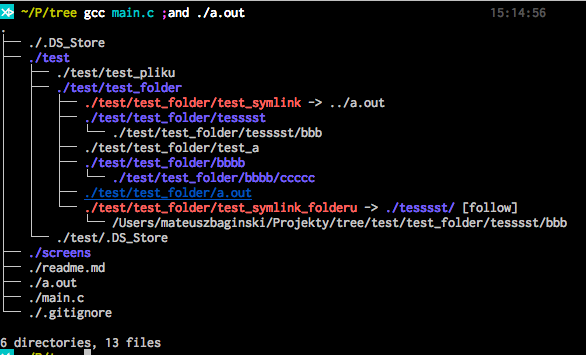 ~/P/tree gcc main.c ;and ./a.out 15:14:56
.
├── ./.DS_Store
├── ./test
│   ├── ./test/test_pliku
│   ├── ./test/test_folder
│   │   ├── ./test/test_folder/test_symlink -> ../a.out
│   │   ├── ./test/test_folder/tesssst
│   │   │   └── ./test/test_folder/tesssst/bbb
│   │   ├── ./test/test_folder/test_a
│   │   ├── ./test/test_folder/bbbb
│   │   │   └── ./test/test_folder/bbbb/ccccc
│   │   ├── ./test/test_folder/a.out
│   │   └── ./test/test_folder/test_symlink_folderu -> ./tesssst/ [follow]
│   │       └── /Users/mateuszbaginski/Projekty/tree/test/test_folder/tesssst/bbb
│   └── ./test/.DS_Store
├── ./screens
├── ./readme.md
├── ./a.out
├── ./main.c
└── ./.gitignore
6 directories, 13 files